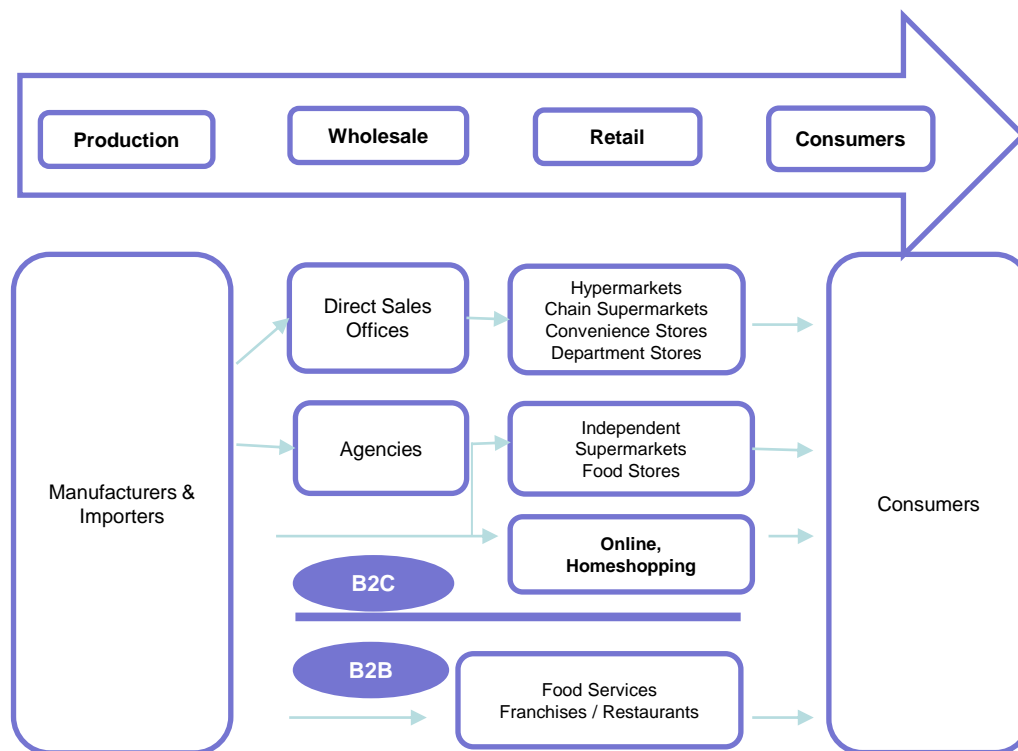 Production
Wholesale
Retail
Consumers
Manufacturers &
Importers
Direct Sales
Offices
Hypermarkets
Chain Supermarkets
Convenience Stores
Department Stores
Agencies
Independent
Supermarkets
Food Stores
Online,
Homeshopping
B2C
B2B
Food Services
Franchises / Restaurants
Consumers